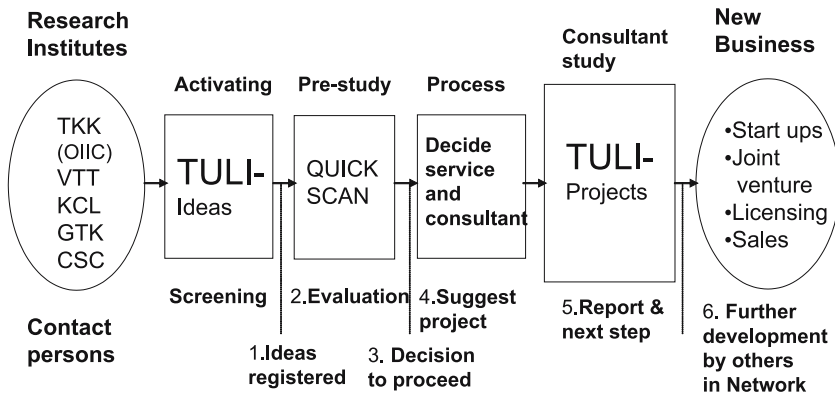 Research
Institutes
TKK
(OIIC)
VTT
KCL
GTK
CSC
Contact
persons
Activating
TULI-
Ideas
Screening
1.Ideas
registered
Pre-study
QUICK
SCAN
2.Evaluation
3. Decision
to proceed
Process
Decide
service
and
consultant
4.Suggest
project
Consultant
study
TULI-
Projects
5.Report &
next step
New
Business
•Start ups
•Joint
venture
•Licensing
•Sales
6. Further
development
by others
in Network